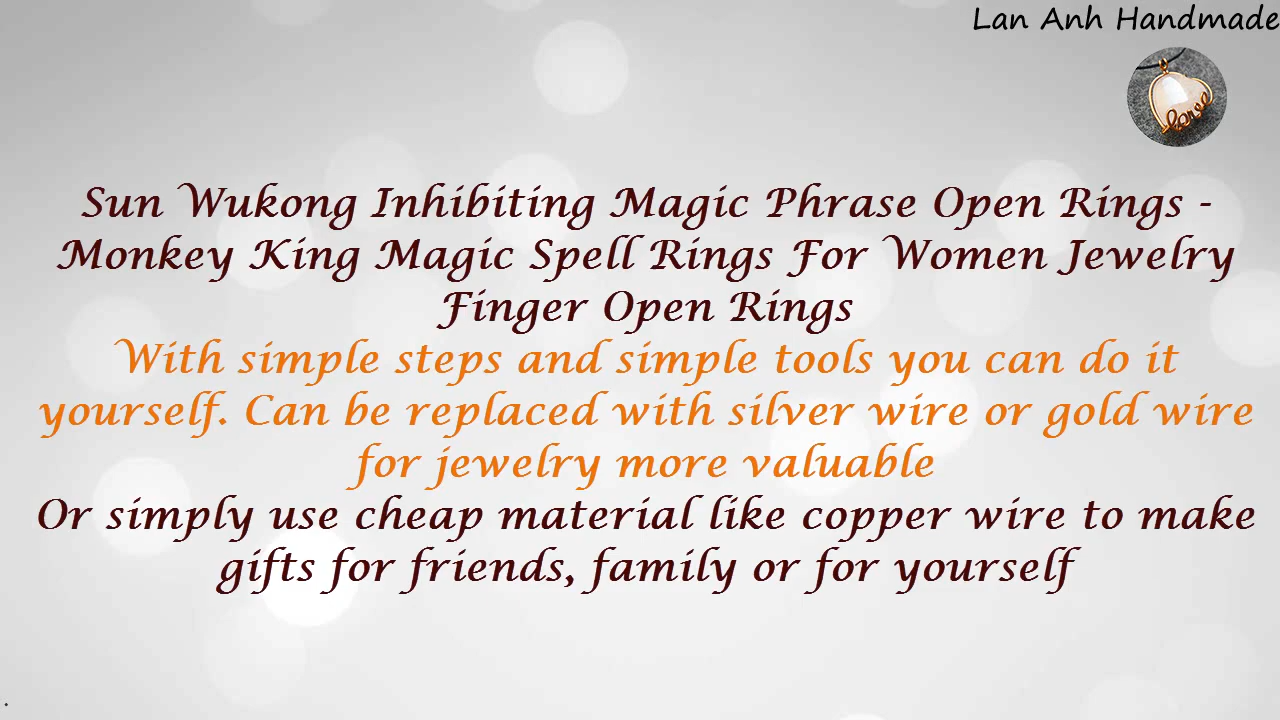 Lan Anh Handmade
love
Sun Wukong Inhibiting Magic Phrase Open Rings -
Monkey King Magic Spell Rings For Women Jewelry
Finger Open Rings
With simple steps and simple tools you can do it
yourself. Can be replaced with silver wire or gold wire
for jewelry more valuable
Or simply use cheap material like copper wire to make
gifts for friends, family or for yourself
.